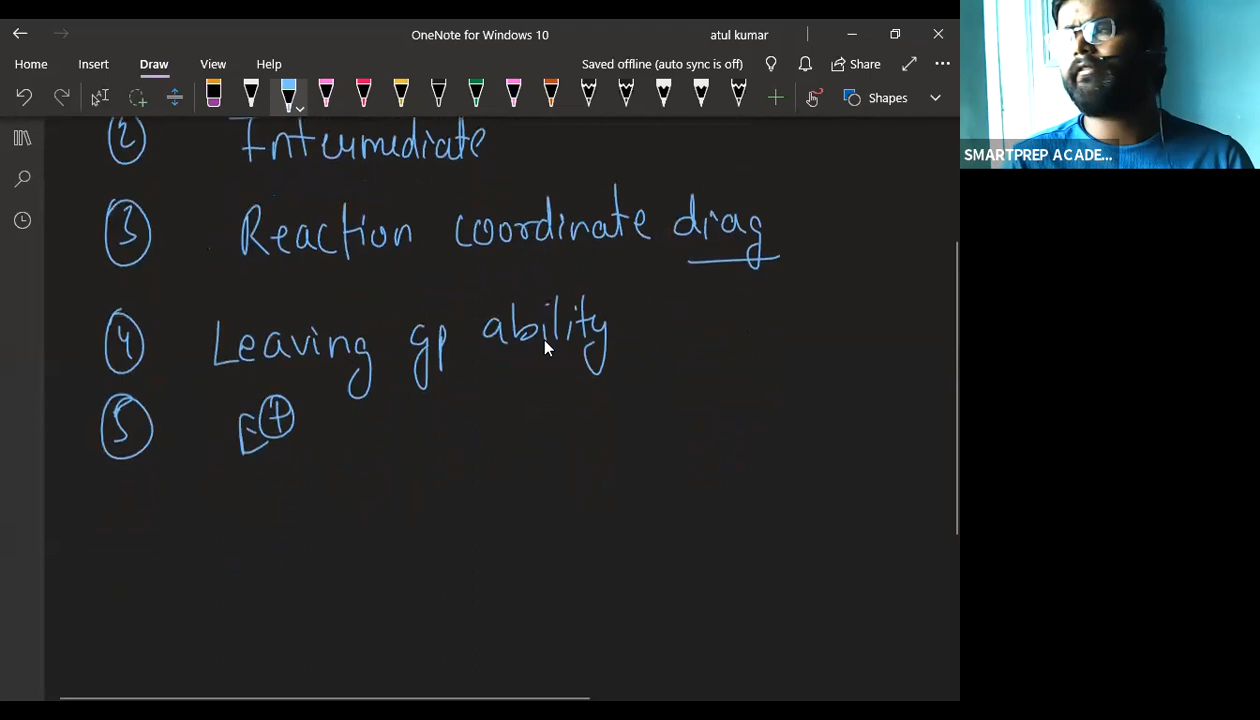 OneNote for Windows 10
atul kumar
Home Insert Draw View Help
Saved offline (auto sync is off)
Share
Shapes
SMARTPREP ACADE...
2 Intermediate
3 Reaction coordinate diag
4 Leaving gp ability
5 E+